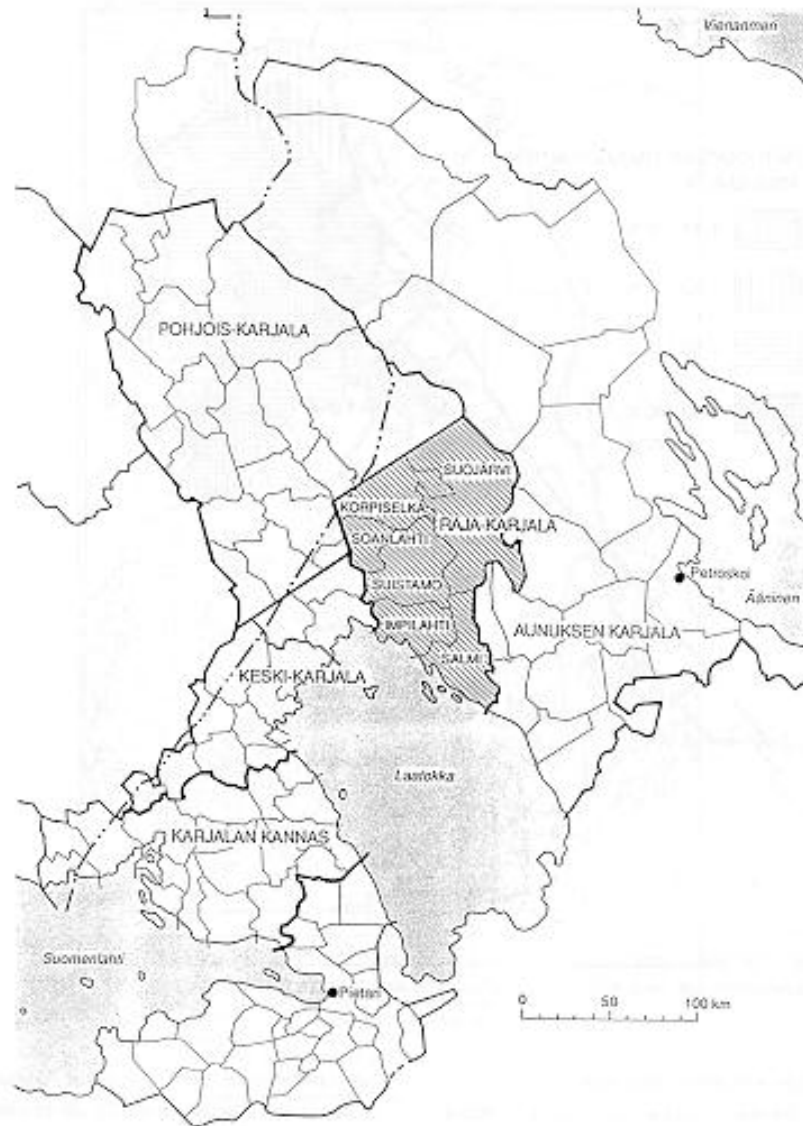 Vienanmeri
POHJOIS-KARJALA
SUOJÄRVI
KORPISELKÄ
RAJA-KARJALA
SOANLAHTI
Petroskoi
SUISTAMO
Ääninen
IMPILAHTI
AUNUKSEN KARJALA
SALMI
KESKI-KARJALA
Laatokka
KARJALAN KANNAS
Suomenlahti
Pietari
0 50 100 km